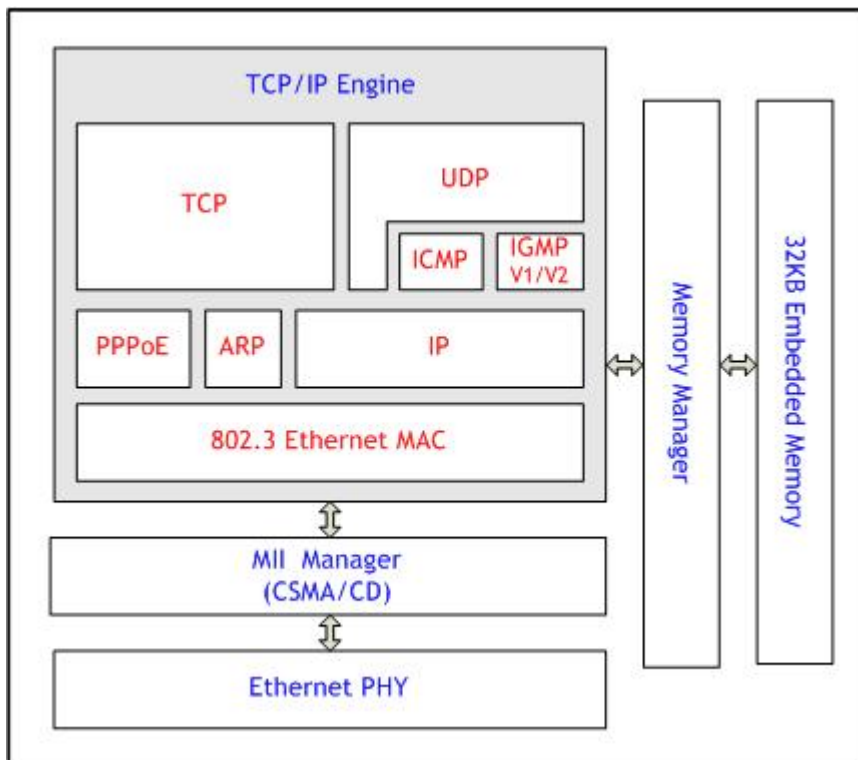 TCP/IP Engine
TCP
UDP
ICMP
IGMP
V1/V2
PPPoE
ARP
IP
802.3 Ethernet MAC
MII Manager
(CSMA/CD)
Ethernet PHY
Memory Manager
32KB Embedded Memory